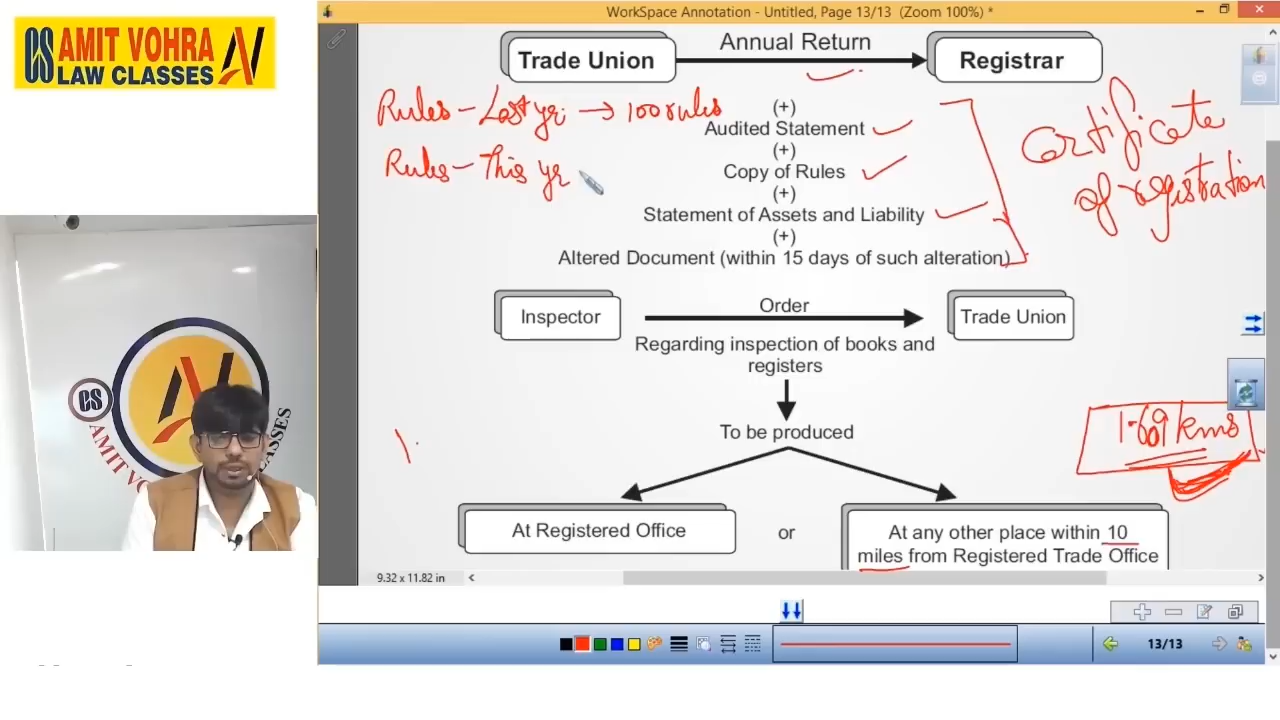 WorkSpace Annotation - Untitled, Page 13/13 (Zoom 100%) *
CS AMIT VOHRA
LAW CLASSES
Trade Union
Annual Return
Registrar
Rules - Last yr. → 100 rules
(+)
Audited Statement
Rules - This yr
(+)
Copy of Rules
(+)
Statement of Assets and Liability
(+)
Altered Document (within 15 days of such alteration)
Certificate
of registration
Inspector
Order
Trade Union
Regarding inspection of books and
registers
To be produced
At Registered Office
or
At any other place within 10
miles from Registered Trade Office
9.32 x 11.82 in
13/13
CS